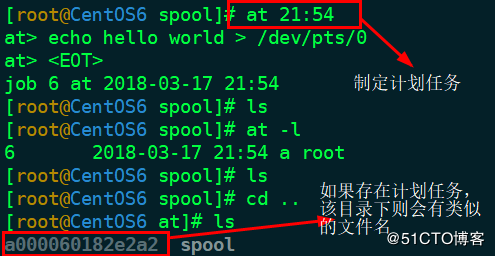 [root@CentOS6 spool]# at 21:54
at> echo hello world > /dev/pts/0
at> <EOT>
job 6 at 2018-03-17 21:54
制定计划任务
[root@CentOS6 spool]# ls
[root@CentOS6 spool]# at -l
6 2018-03-17 21:54 a root
[root@CentOS6 spool]# ls
[root@CentOS6 spool]# cd ..
[root@CentOS6 at]# ls
a000060182e2a2 spool
如果存在计划任务，
该目录下则会有类似
的文件名
@51CTO博客